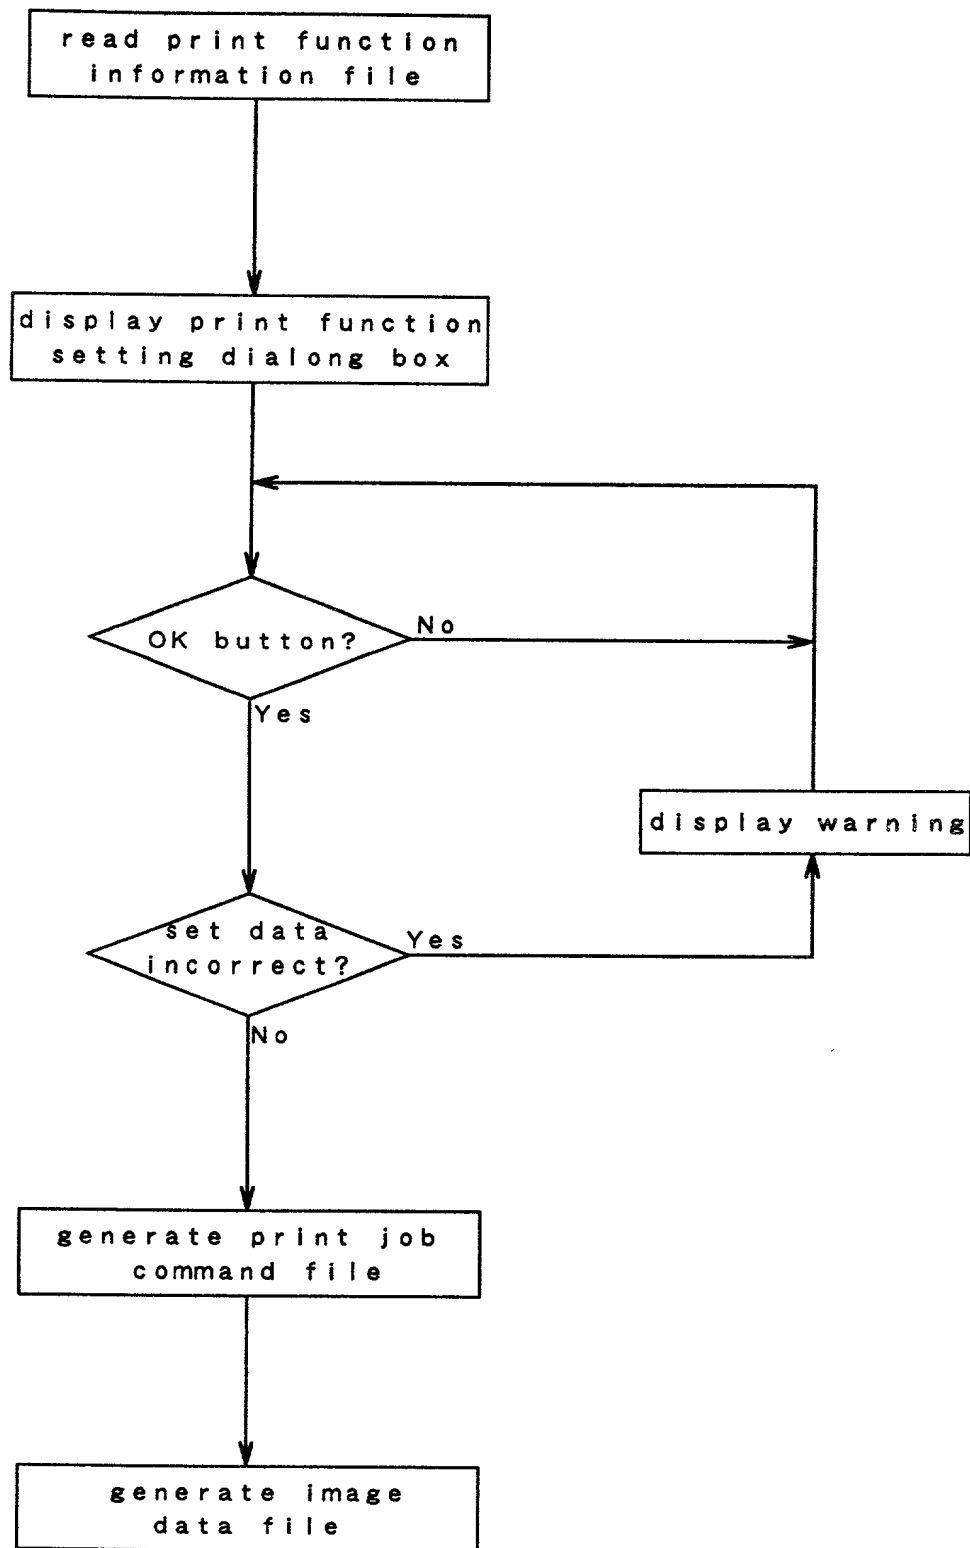 read print function
information file
display print function
setting dialong box
OK button?
No
Yes
display warning
set data
incorrect?
Yes
No
generate print job
command file
generate image
data file